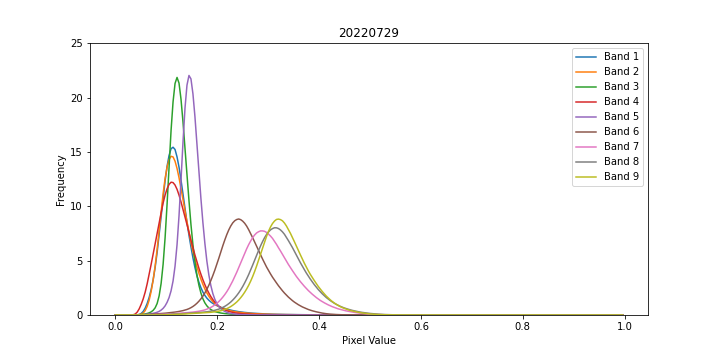 20220729
25
20
15
10
5
0
Frequency
0.0 0.2 0.4 0.6 0.8 1.0
Pixel Value
Band 1
Band 2
Band 3
Band 4
Band 5
Band 6
Band 7
Band 8
Band 9